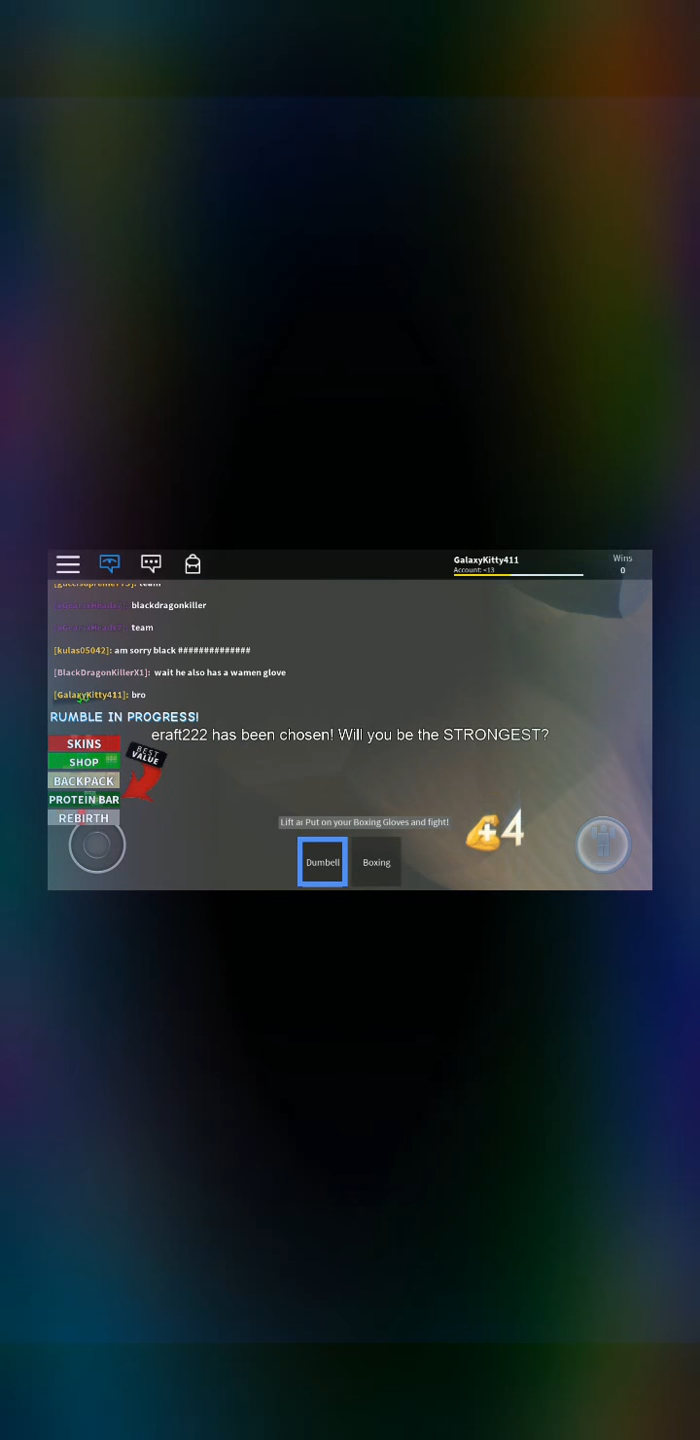 GalaxyKitty411
Account: <13
Wins
0
team
blackdragonkiller
team
[kulas05042]: am sorry black ##############
[BlackDragonKillerX1]: wait he also has a wamen glove
[GalaxyKitty411]: bro
RUMBLE IN PROGRESS!
eraft222 has been chosen! Will you be the STRONGEST?
SKINS
BEST VALUE
SHOP
BACKPACK
PROTEIN BAR
REBIRTH
Lift ar Put on your Boxing Gloves and fight!
+4
Dumbell
Boxing